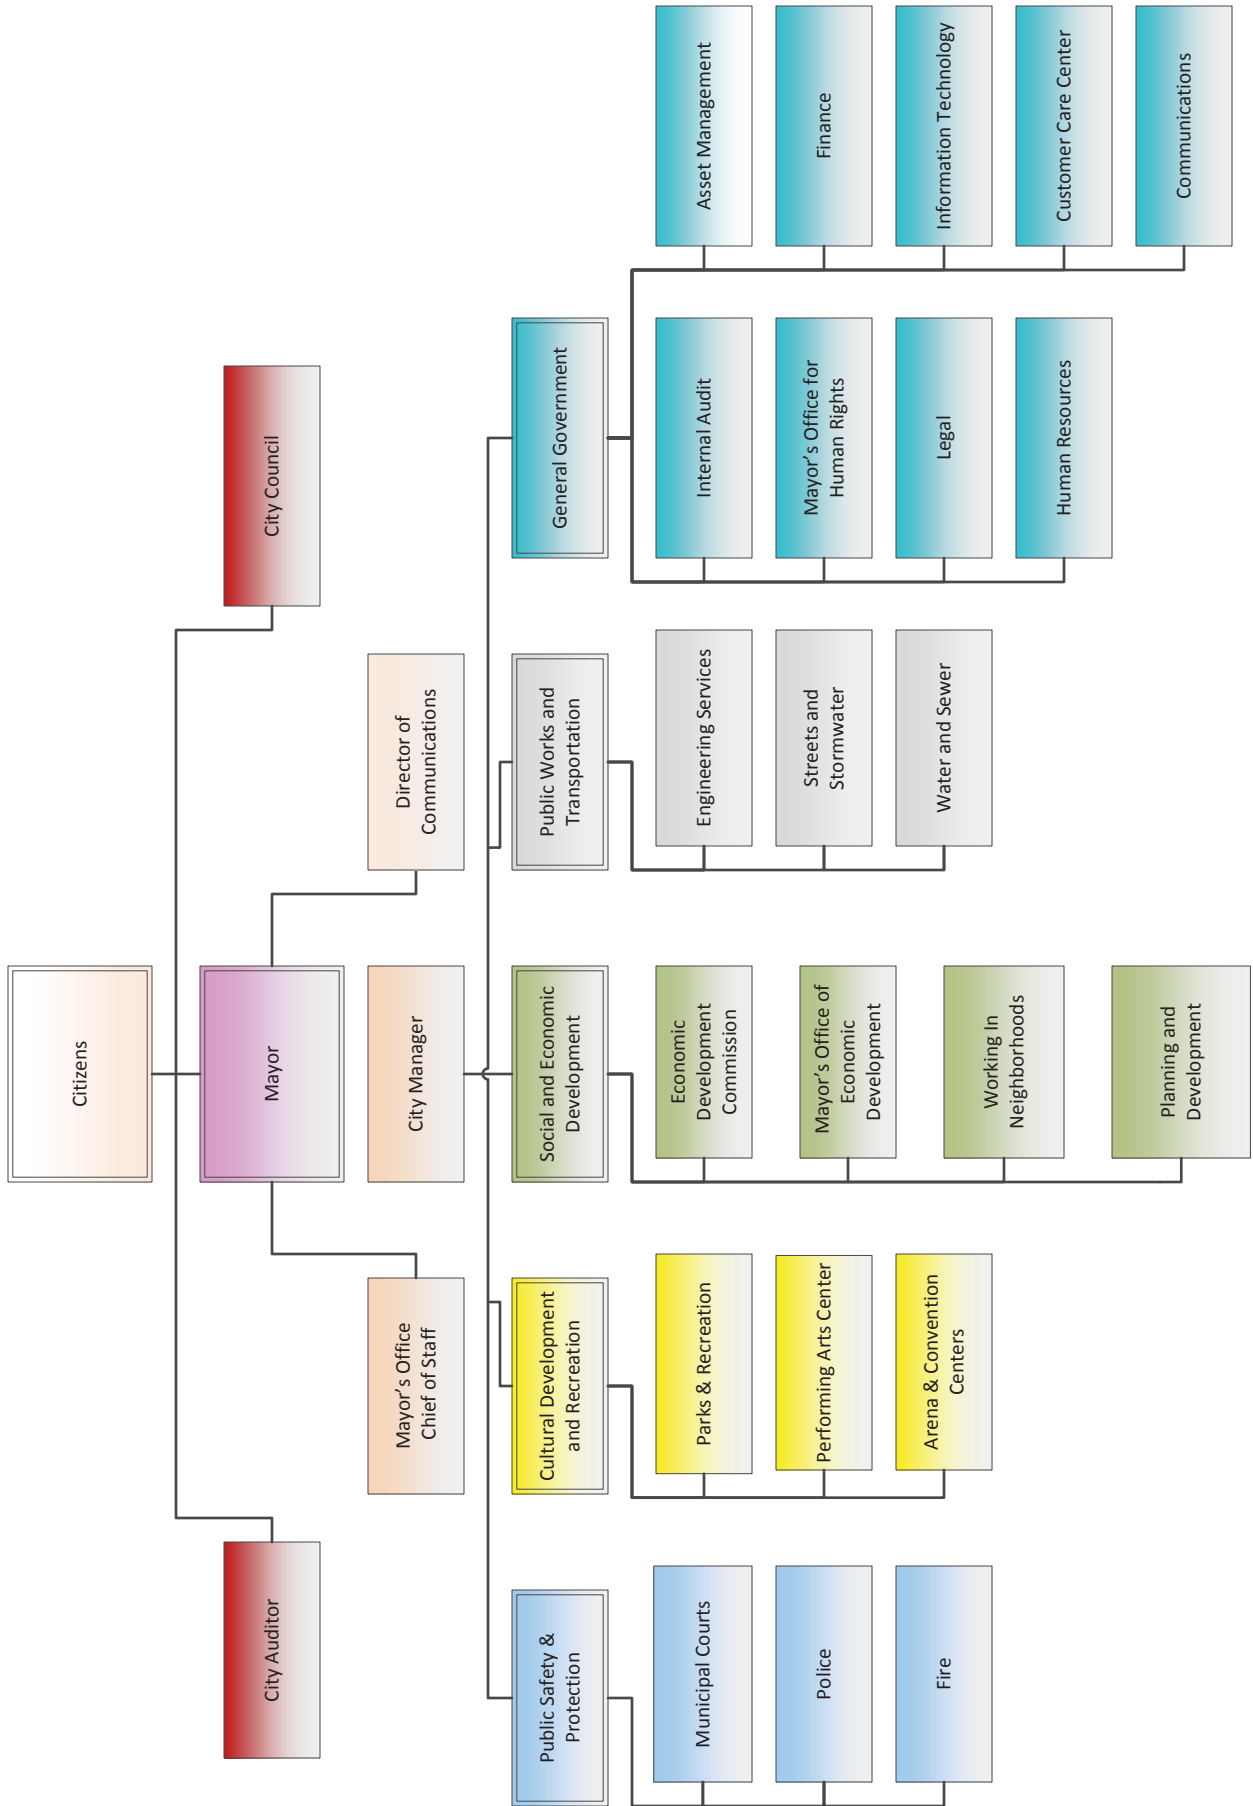 Citizens
City Auditor
Mayor
City Council
Mayor’s Office
Chief of Staff
City Manager
Director of
Communications
Public Safety &
Protection
Cultural Development
and Recreation
Social and Economic
Development
Public Works and
Transportation
General Government
Municipal Courts
Police
Fire
Parks & Recreation
Performing Arts Center
Arena & Convention
Centers
Economic
Development
Commission
Mayor’s Office of
Economic
Development
Working In
Neighborhoods
Planning and
Development
Engineering Services
Streets and
Stormwater
Water and Sewer
Internal Audit
Mayor’s Office for
Human Rights
Legal
Human Resources
Asset Management
Finance
Information Technology
Customer Care Center
Communications